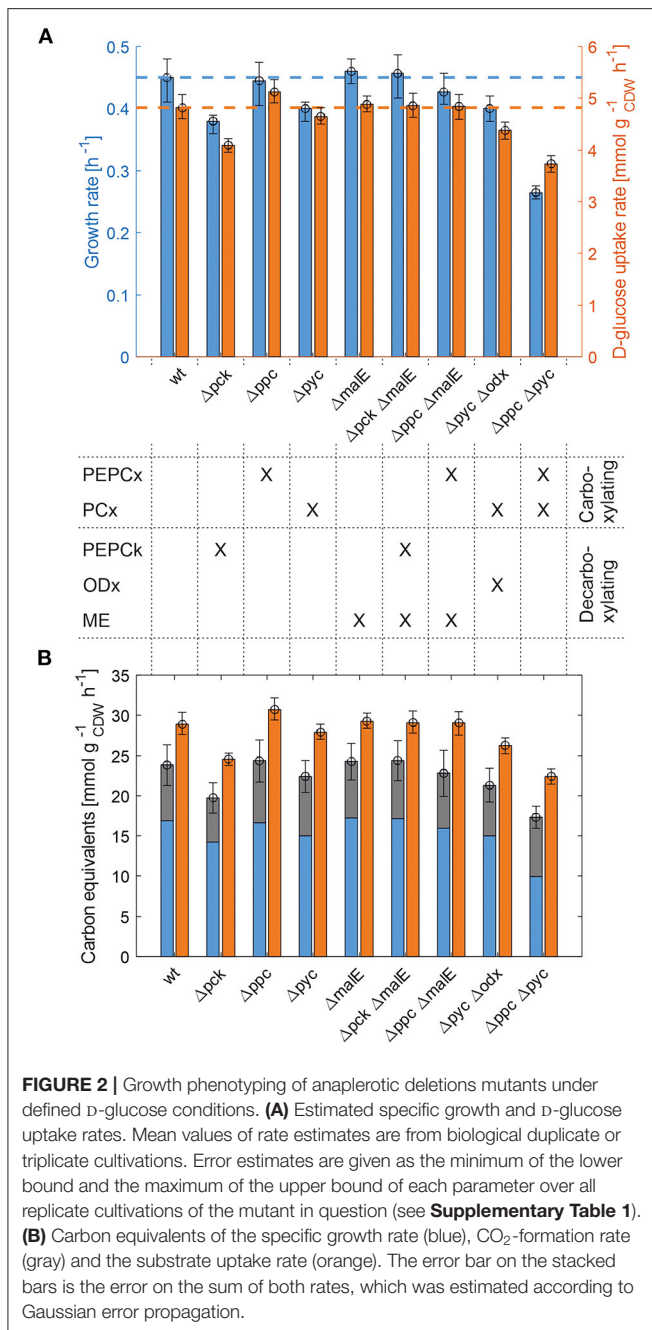 A
Growth rate [h⁻¹]
0.5
0.4
0.3
0.2
0.1
0
D-glucose uptake rate [mmol g⁻¹CDW h⁻¹]
6
5
4
3
2
1
0
wt
Δpck
Δppc
Δpyc
ΔmalE
Δpck ΔmalE
Δppc ΔmalE
Δpyc Δodx
Δppc Δpyc
PEPCx X X X
PCx X X X
Carbo-
xylating
PEPCk X X
ODx X
ME X X X
Decarbo-
xylating
B
Carbon equivalents [mmol g⁻¹CDW h⁻¹]
35
30
25
20
15
10
5
0
wt
Δpck
Δppc
Δpyc
ΔmalE
Δpck ΔmalE
Δppc ΔmalE
Δpyc Δodx
Δppc Δpyc
FIGURE 2 | Growth phenotyping of anaplerotic deletions mutants under
defined D-glucose conditions. (A) Estimated specific growth and D-glucose
uptake rates. Mean values of rate estimates are from biological duplicate or
triplicate cultivations. Error estimates are given as the minimum of the lower
bound and the maximum of the upper bound of each parameter over all
replicate cultivations of the mutant in question (see Supplementary Table 1).
(B) Carbon equivalents of the specific growth rate (blue), CO₂-formation rate
(gray) and the substrate uptake rate (orange). The error bar on the stacked
bars is the error on the sum of both rates, which was estimated according to
Gaussian error propagation.